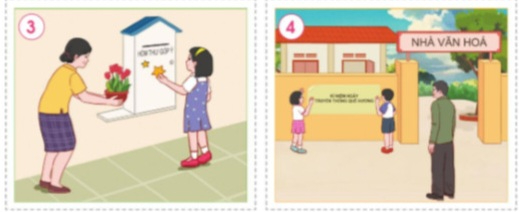 3
HÒM THƯ GÓP Ý
4
NHÀ VĂN HOÁ
KỈ NIỆM NGÀY
TRUYỀN THỐNG QUÊ HƯƠNG